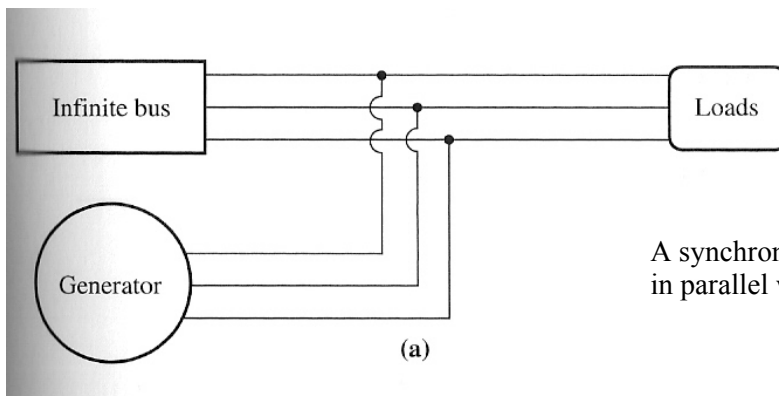 Infinite bus
Loads
Generator
A synchron
in parallel
(a)